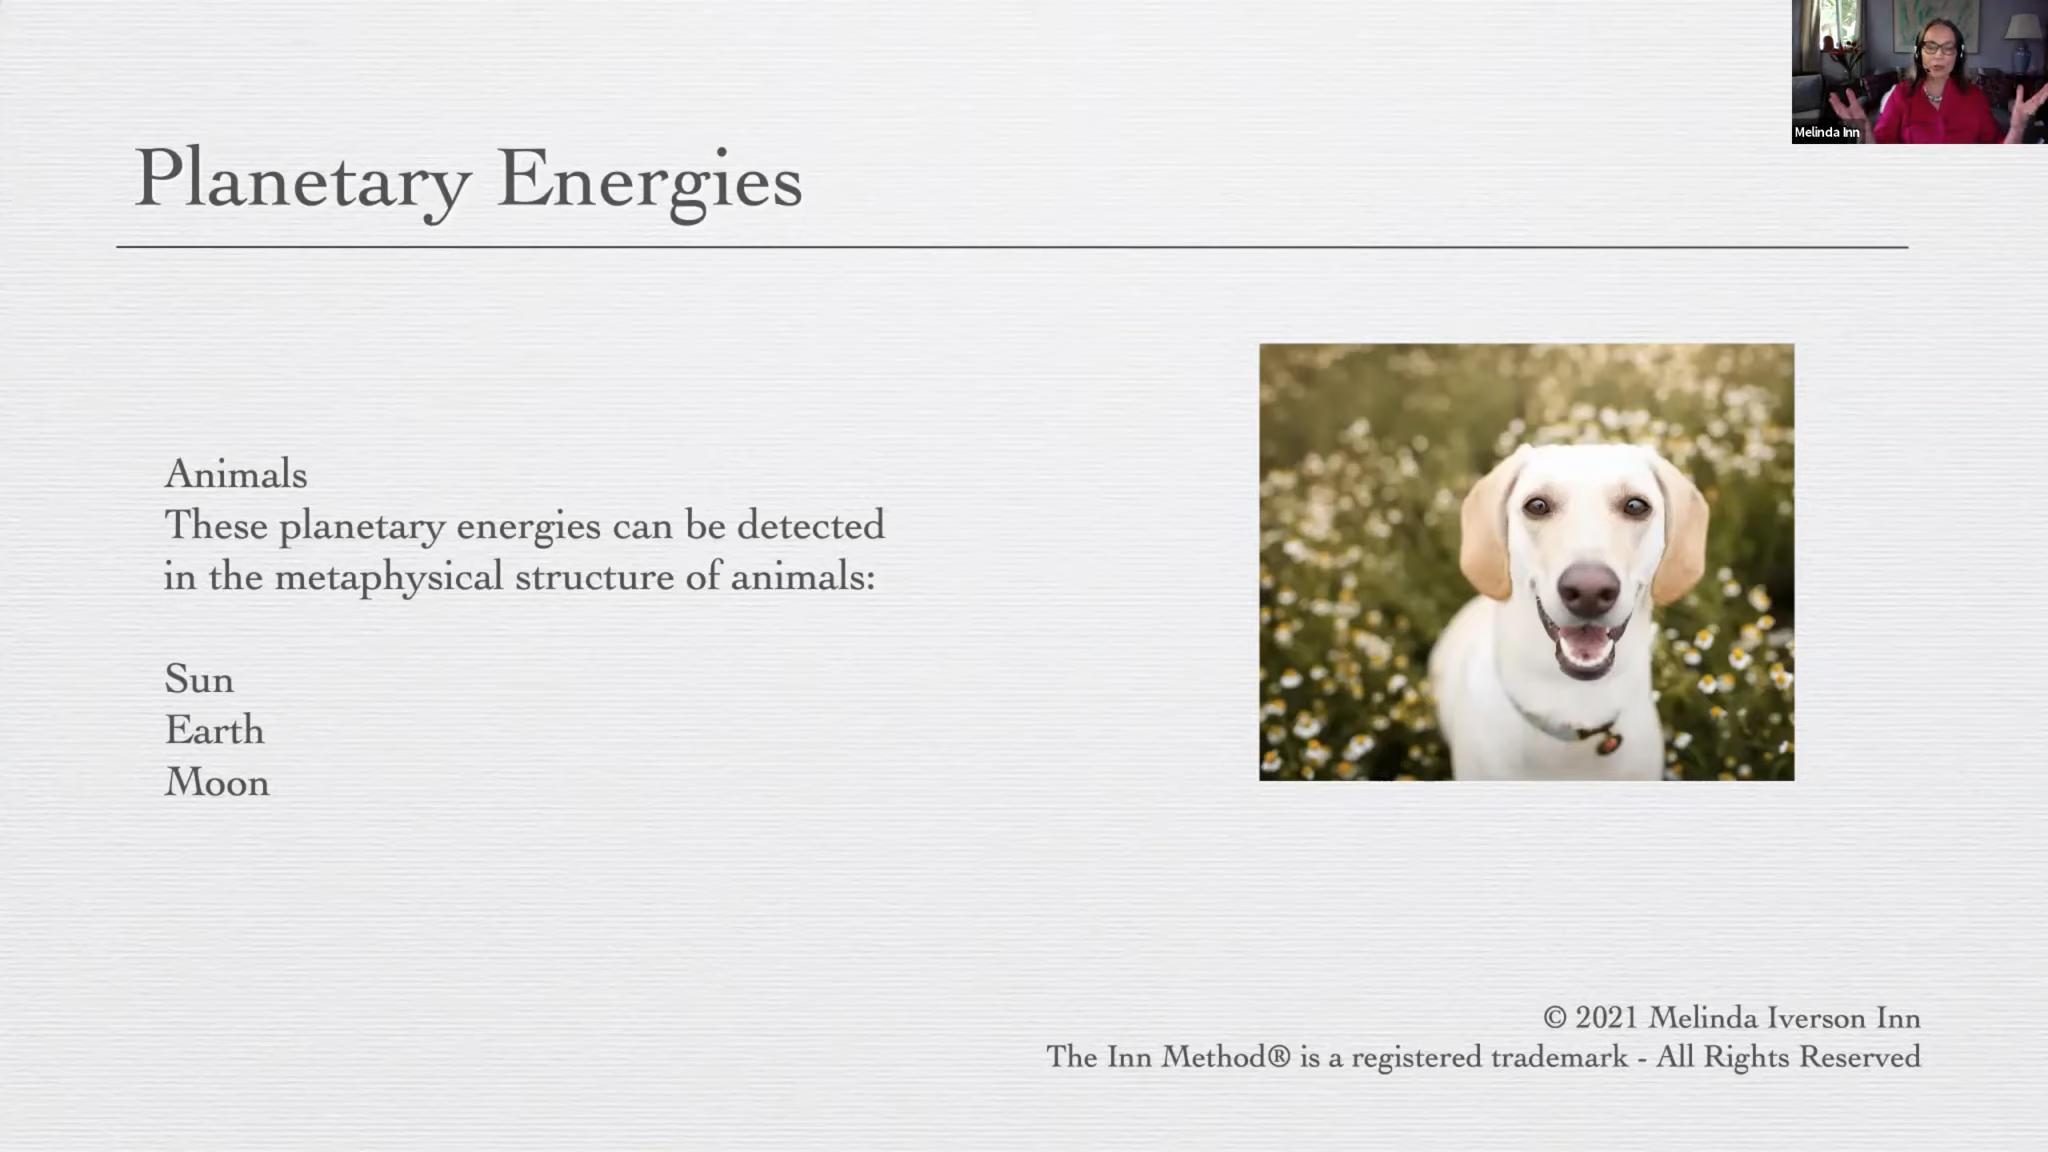 Melinda Inn
Planetary Energies
Animals
These planetary energies can be detected
in the metaphysical structure of animals:
Sun
Earth
Moon
© 2021 Melinda Iverson Inn
The Inn Method® is a registered trademark - All Rights Reserved